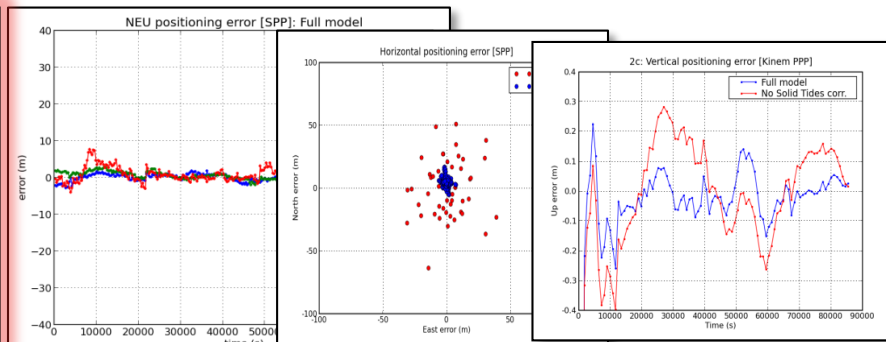 NEU positioning error [SPP]: Full model
40
30
20
10
0
−10
−20
−30
−40
error (m)
0 10000 20000 30000 40000 50000
Horizontal positioning error [SPP]
100
50
0
-50
-100
North error (m)
-100 -50 0 50
East error (m)
2c: Vertical positioning error [Kinem PPP]
Full model
No Solid Tides corr.
0.4
0.3
0.2
0.1
0.0
-0.1
-0.2
-0.3
-0.4
Up error (m)
0 10000 20000 30000 40000 50000 60000 70000 80000 90000
Time (s)